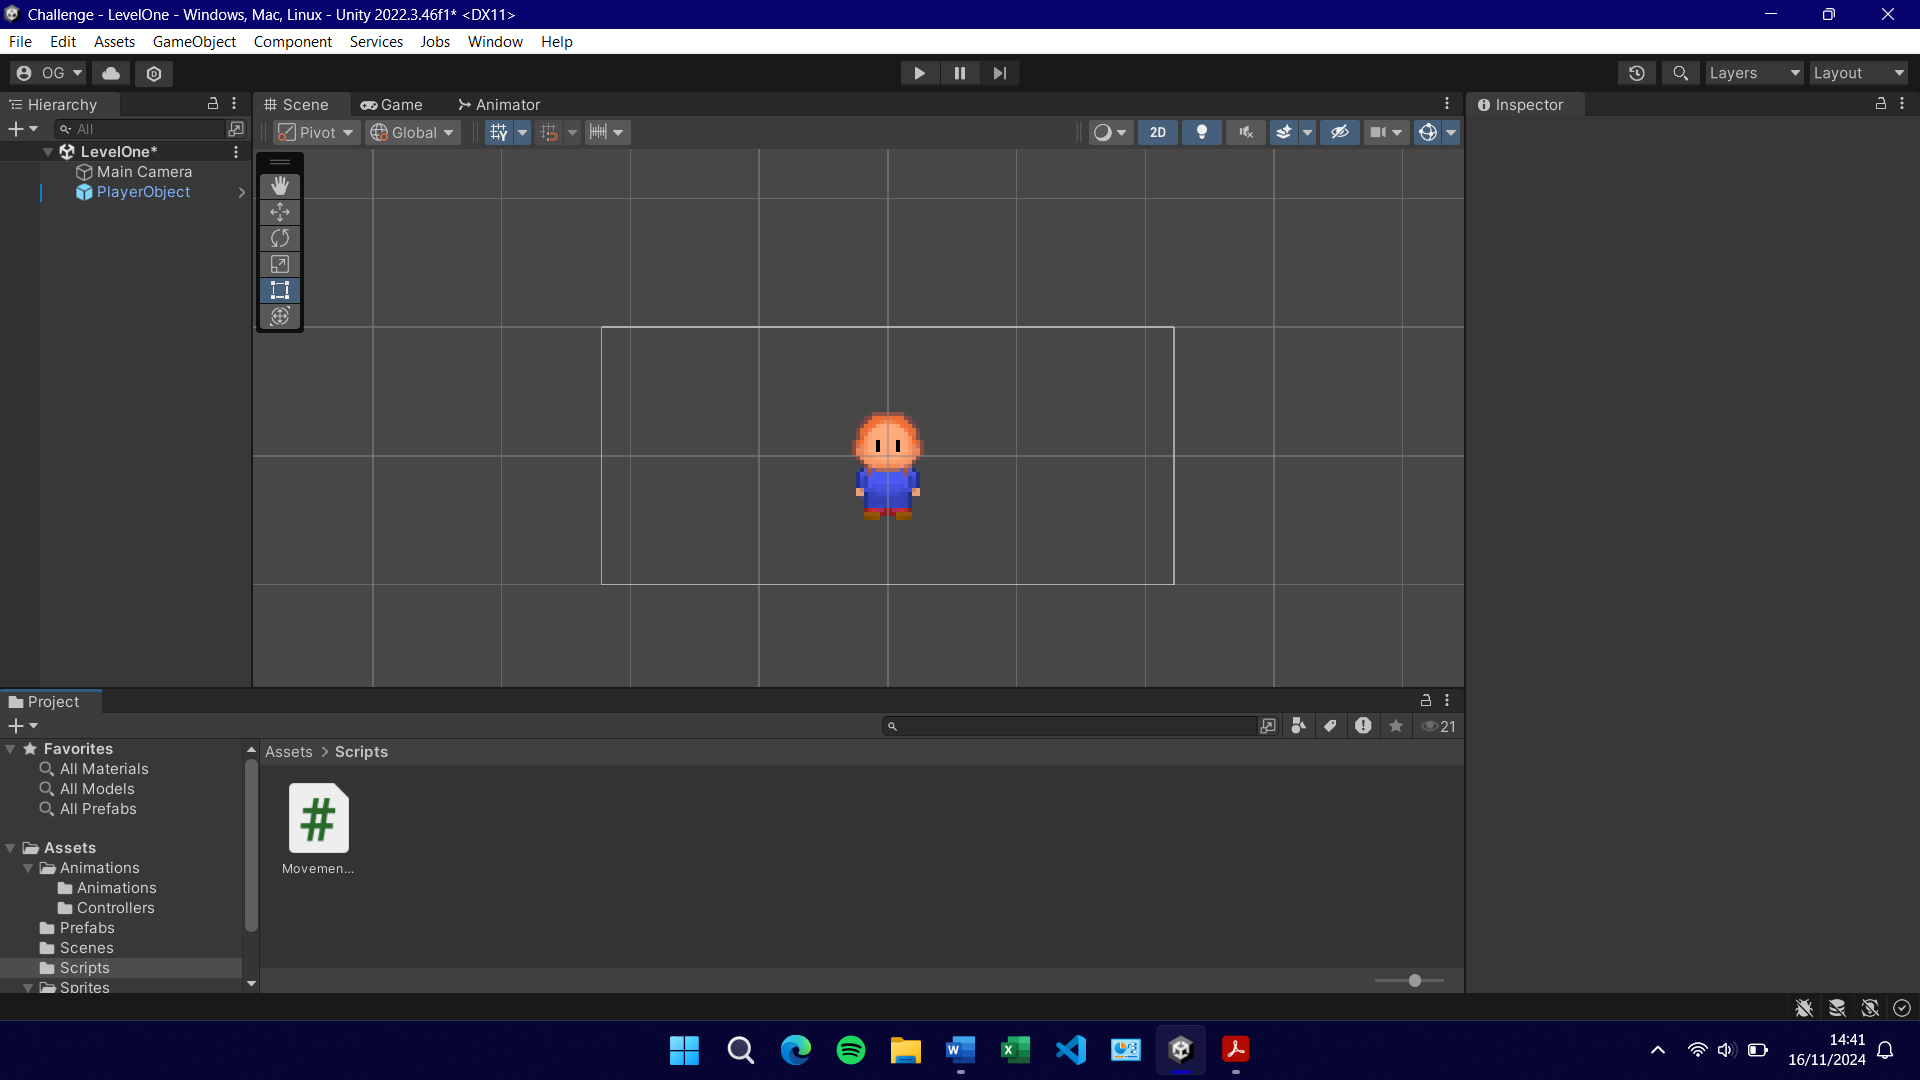 Challenge - LevelOne - Windows, Mac, Linux - Unity 2022.3.46f1* <DX11>
File Edit Assets GameObject Component Services Jobs Window Help
OG Layers Layout
Hierarchy Scene Game Animator Inspector
All Pivot Global 2D
LevelOne*
Main Camera
PlayerObject
Project
21
Favorites
Assets > Scripts
All Materials
All Models
All Prefabs
Assets
Movemen...
Animations
Animations
Controllers
Prefabs
Scenes
Scripts
Sprites
14:41
16/11/2024